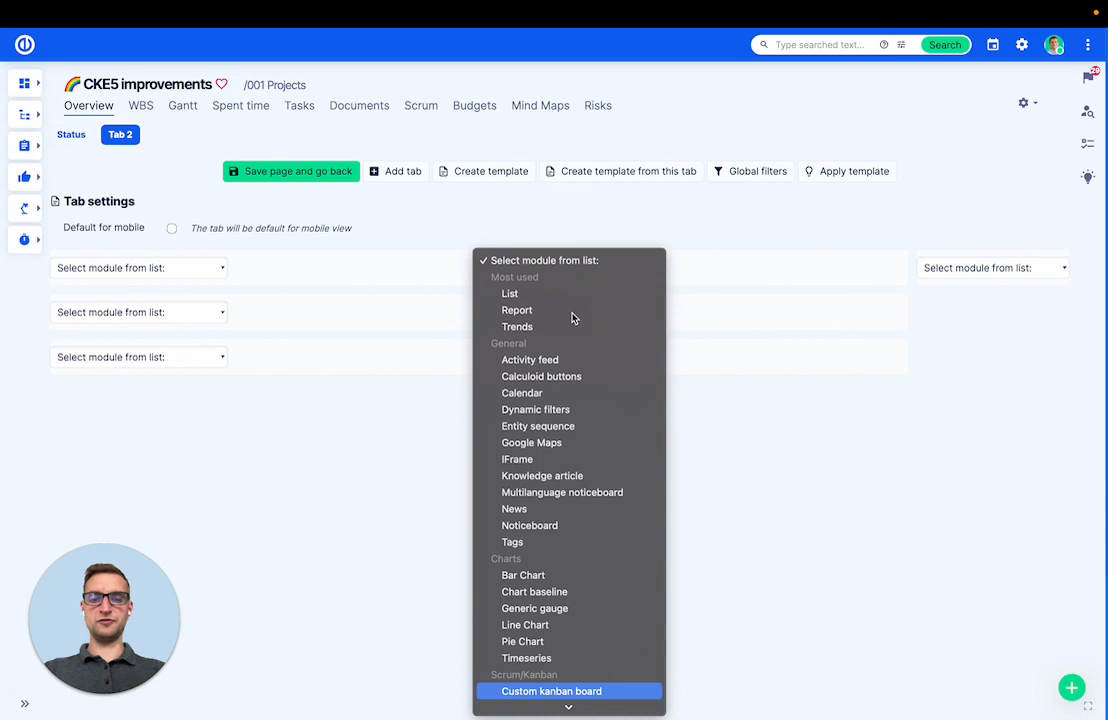 Type searched text...
Search
🌈 CKE5 improvements
/001 Projects
29
Overview
WBS
Gantt
Spent time
Tasks
Documents
Scrum
Budgets
Mind Maps
Risks
Status
Tab 2
Save page and go back
Add tab
Create template
Create template from this tab
Global filters
Apply template
Tab settings
Default for mobile
The tab will be default for mobile view
Select module from list:
✓ Select module from list:
Select module from list:
Most used
List
Report
Select module from list:
Trends
General
Select module from list:
Activity feed
Calculoid buttons
Calendar
Dynamic filters
Entity sequence
Google Maps
IFrame
Knowledge article
Multilanguage noticeboard
News
Noticeboard
Tags
Charts
Bar Chart
Chart baseline
Generic gauge
Line Chart
Pie Chart
Timeseries
Scrum/Kanban
Custom kanban board